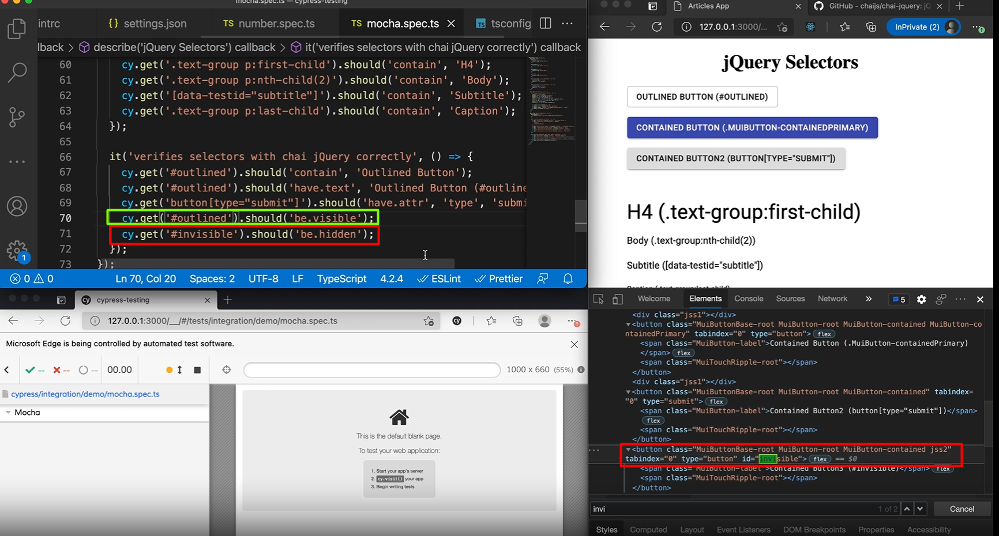 mocha.spec.ts — cypress-testing
intrc
{} settings.json
TS number.spec.ts
TS mocha.spec.ts
TS tsconfig
lback > describe('jQuery Selectors') callback > it('verifies selectors with chai jQuery correctly') callback
60 cy.get('.text-group p:first-child').should('contain', 'H4');
61 cy.get('.text-group p:nth-child(2)').should('contain', 'Body');
62 cy.get('[data-testid="subtitle"]').should('contain', 'Subtitle');
63 cy.get('.text-group p:last-child').should('contain', 'Caption');
64 });
65
66 it('verifies selectors with chai jQuery correctly', () => {
67 cy.get('#outlined').should('contain', 'Outlined Button');
68 cy.get('#outlined').should('have.text', 'Outlined Button (#outline
69 cy.get('button[type="submit"]').should('have.attr', 'type', 'submi
70 cy.get('#outlined').should('be.visible');
71 cy.get('#invisible').should('be.hidden');
72 });
73 });
1
0 0 Ln 70, Col 20 Spaces: 2 UTF-8 LF TypeScript 4.2.4 ESLint Prettier
cy cypress-testing
127.0.0.1:3000/__/#/tests/integration/demo/mocha.spec.ts
cy
Microsoft Edge is being controlled by automated test software.
-- -- -- 00.00
1000 x 660 (55%)
cypress/integration/demo/mocha.spec.ts
Mocha
This is the default blank page.
To test your web application:
1. Start your app's server
2. cy.visit() your app
3. Begin writing tests
Articles App
GitHub - chaijs/chai-jquery: jQ
127.0.0.1:3000/...
InPrivate (2)
jQuery Selectors
OUTLINED BUTTON (#OUTLINED)
CONTAINED BUTTON (.MUIBUTTON-CONTAINEDPRIMARY)
CONTAINED BUTTON2 (BUTTON[TYPE="SUBMIT"])
H4 (.text-group:first-child)
Body (.text-group:nth-child(2))
Subtitle ([data-testid="subtitle"])
Welcome Elements Console Sources Network » 5
<div class="jss1"></div>
<button class="MuiButtonBase-root MuiButton-root MuiButton-contained MuiButton-co
ntainedPrimary" tabindex="0" type="button"> flex
<span class="MuiButton-label">Contained Button (.MuiButton-containedPrimary)
</span> flex
<span class="MuiTouchRipple-root"></span>
</button>
<div class="jss1"></div>
<button class="MuiButtonBase-root MuiButton-root MuiButton-contained" tabindex=
"0" type="submit"> flex
<span class="MuiButton-label">Contained Button2 (button[type="submit"])</span>
flex
<span class="MuiTouchRipple-root"></span>
</button>
... <button class="MuiButtonBase-root MuiButton-root MuiButton-contained jss2"
tabindex="0" type="button" id="invisible"> flex == $0
<span class="MuiButton-label">Contained Button3 (#invisible)</span> flex
<span class="MuiTouchRipple-root"></span>
</button>
invi 1 of 2 Cancel
Styles Computed Layout Event Listeners DOM Breakpoints Properties Accessibility